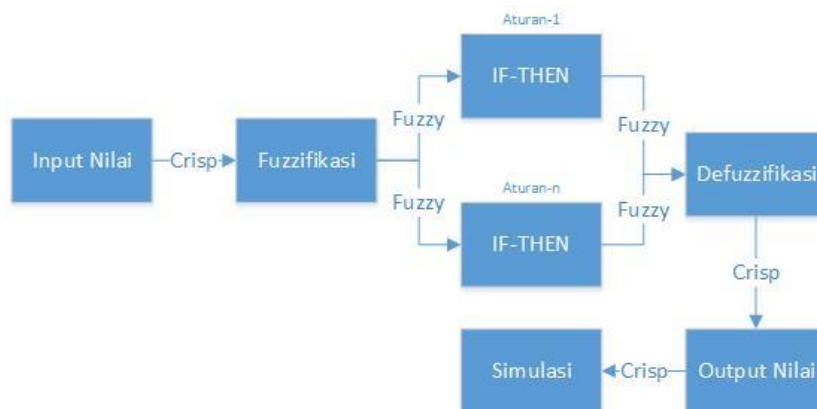 Aturan-1
IF-THEN
Fuzzy
Fuzzy
Input Nilai
Crisp
Fuzzifikasi
Defuzzifikasi
Aturan-n
Fuzzy
Fuzzy
IF-THEN
Crisp
Simulasi
Crisp
Output Nilai